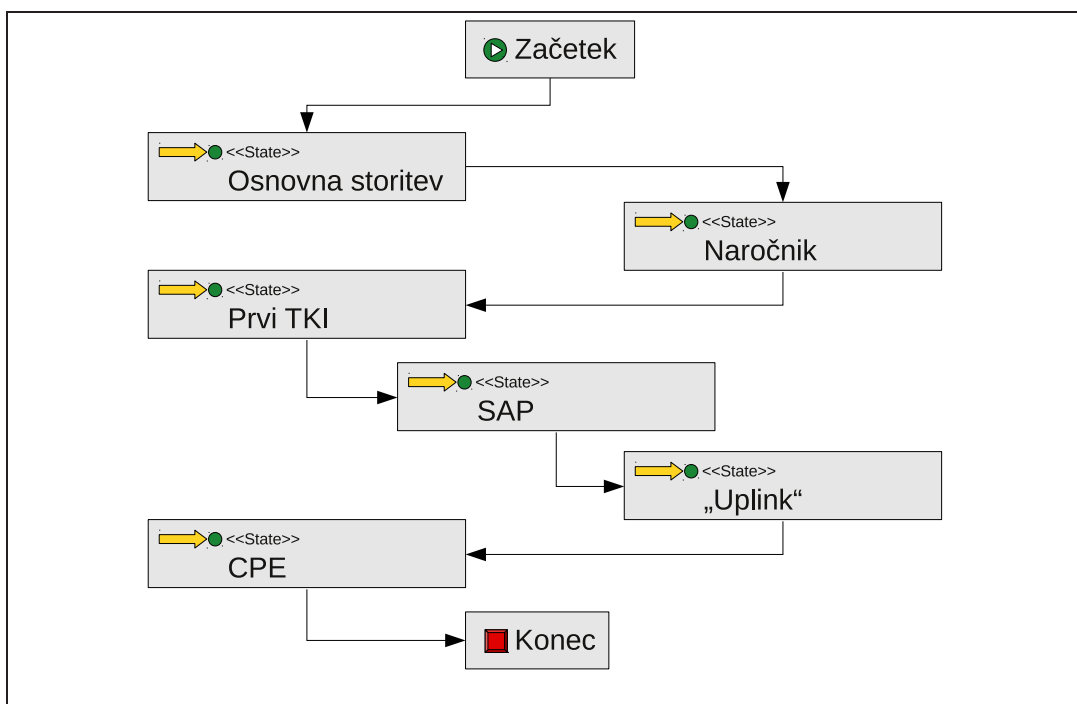 Začetek
<<State>>
Osnovna storitev
<<State>>
Naročnik
<<State>>
Prvi TKI
<<State>>
SAP
<<State>>
„Uplink“
<<State>>
CPE
Konec